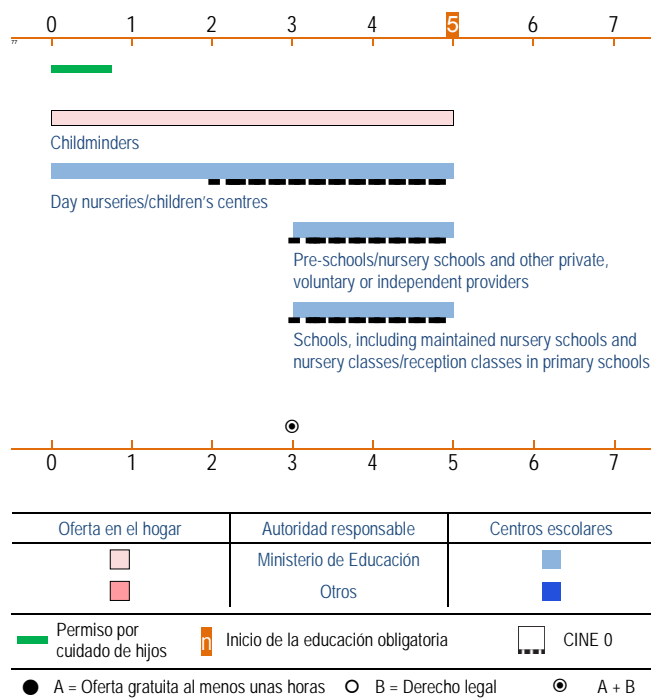 0 1 2 3 4 5 6 7
77
Childminders
Day nurseries/children's centres
Pre-schools/nursery schools and other private,
voluntary or independent providers
Schools, including maintained nursery schools and
nursery classes/reception classes in primary schools
0 1 2 3 4 5 6 7
Oferta en el hogar Autoridad responsable Centros escolares
Ministerio de Educación
Otros
Permiso por
cuidado de hijos
n Inicio de la educación obligatoria
CINE 0
A = Oferta gratuita al menos unas horas B = Derecho legal A + B